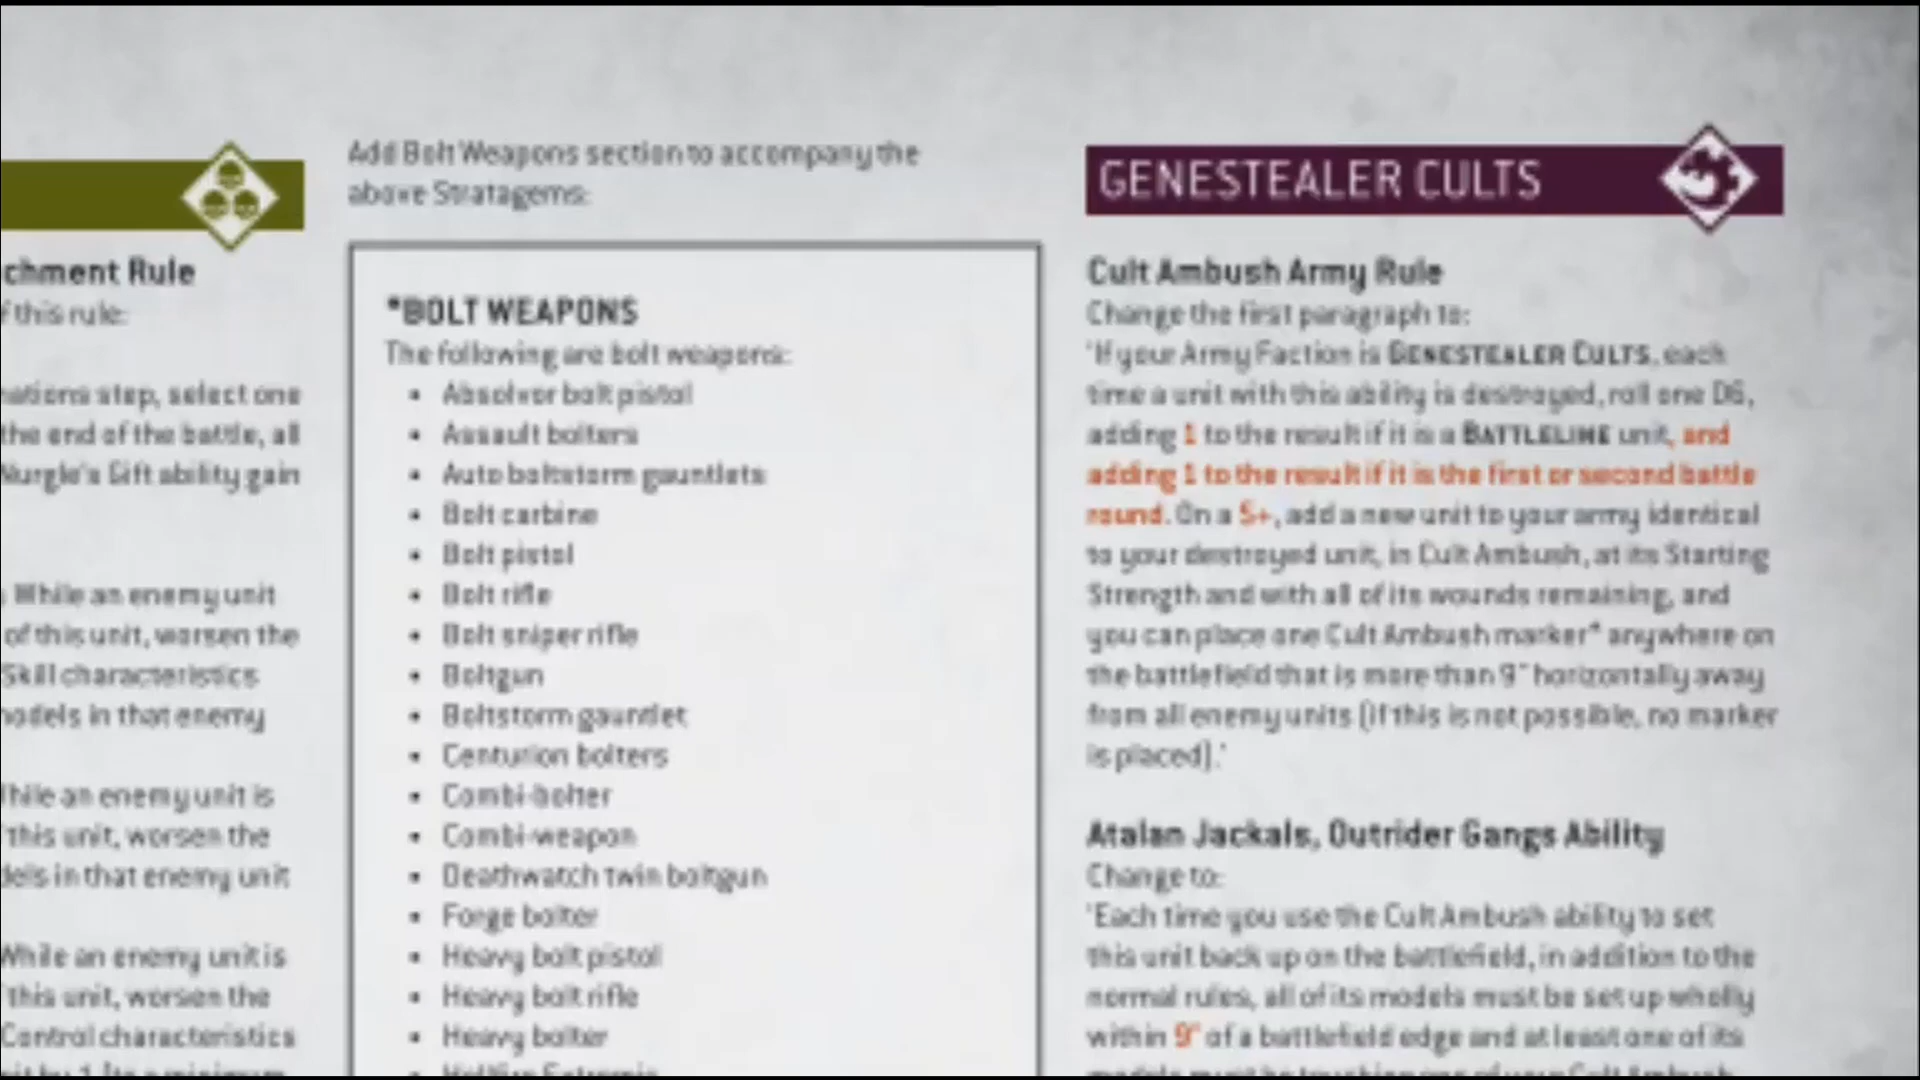 chment Rule
f this rule:
nations step, select one
the end of the battle, all
Nurgle's Gift ability gain
While an enemy unit
of this unit, worsen the
Skill characteristics
models in that enemy
While an enemy unit is
this unit, worsen the
dels in that enemy unit
While an enemy unit is
this unit, worsen the
Control characteristics
Add Bolt Weapons section to accompany the
above Stratagems:
*BOLT WEAPONS
The following are bolt weapons:
• Absolvor bolt pistol
• Assault bolters
• Auto boltstorm gauntlets
• Bolt carbine
• Bolt pistol
• Bolt rifle
• Bolt sniper rifle
• Boltgun
• Boltstorm gauntlet
• Centurion bolters
• Combi-bolter
• Combi-weapon
• Deathwatch twin boltgun
• Forge bolter
• Heavy bolt pistol
• Heavy bolt rifle
• Heavy bolter
GENESTEALER CULTS
Cult Ambush Army Rule
Change the first paragraph to:
'If your Army Faction is GENESTEALER CULTS, each
time a unit with this ability is destroyed, roll one D6,
adding 1 to the result if it is a BATTLELINE unit, and
adding 1 to the result if it is the first or second battle
round. On a 5+, add a new unit to your army identical
to your destroyed unit, in Cult Ambush, at its Starting
Strength and with all of its wounds remaining, and
you can place one Cult Ambush marker* anywhere on
the battlefield that is more than 9" horizontally away
from all enemy units (if this is not possible, no marker
is placed).'
Atalan Jackals, Outrider Gangs Ability
Change to:
'Each time you use the Cult Ambush ability to set
this unit back up on the battlefield, in addition to the
normal rules, all of its models must be set up wholly
within 9" of a battlefield edge and at least one of its